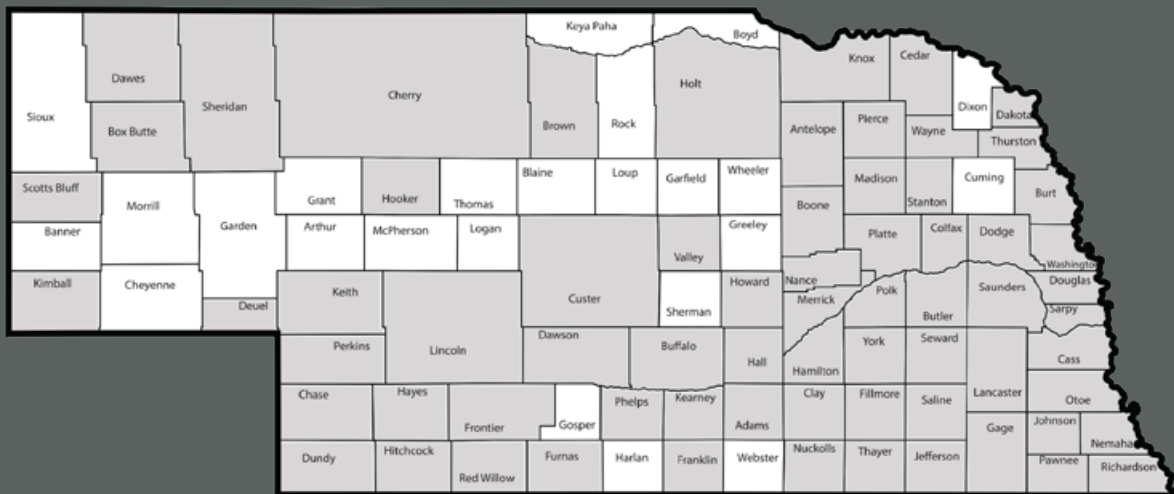 Keya Paha
Boyd
Knox
Cedar
Dawes
Sheridan
Cherry
Holt
Sioux
Box Butte
Brown
Rock
Antelope
Pierce
Wayne
Dixon
Dakota
Thurston
Scotts Bluff
Morrill
Garden
Grant
Hooker
Thomas
Blaine
Loup
Garfield
Wheeler
Boone
Madison
Stanton
Cuming
Burt
Banner
Arthur
McPherson
Logan
Valley
Greeley
Platte
Colfax
Dodge
Washington
Kimball
Cheyenne
Deuel
Keith
Custer
Sherman
Howard
Nance
Merrick
Polk
Butler
Saunders
Douglas
Sarpy
Perkins
Lincoln
Dawson
Buffalo
Hall
Hamilton
York
Seward
Lancaster
Cass
Otoe
Chase
Hayes
Frontier
Gosper
Phelps
Kearney
Adams
Clay
Fillmore
Saline
Gage
Johnson
Nemaha
Dundy
Hitchcock
Red Willow
Furnas
Harlan
Franklin
Webster
Nuckolls
Thayer
Jefferson
Pawnee
Richardson